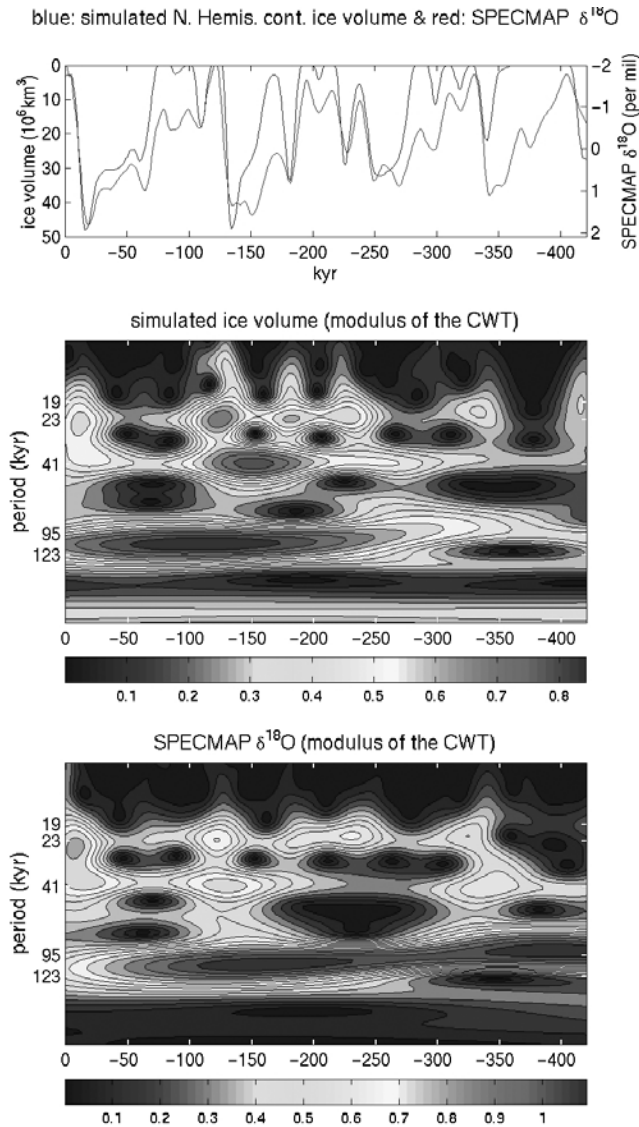 blue: simulated N. Hemis. cont. ice volume & red: SPECMAP δ¹⁸O
ice volume (10⁶km³)
0
10
20
30
40
50
−2
−1
0
1
2
SPECMAP δ¹⁸O (per mil)
0 −50 −100 −150 −200 −250 −300 −350 −400
kyr
simulated ice volume (modulus of the CWT)
period (kyr)
19
23
41
95
123
0 −50 −100 −150 −200 −250 −300 −350 −400
0.1 0.2 0.3 0.4 0.5 0.6 0.7 0.8
SPECMAP δ¹⁸O (modulus of the CWT)
period (kyr)
19
23
41
95
123
0 −50 −100 −150 −200 −250 −300 −350 −400
0.1 0.2 0.3 0.4 0.5 0.6 0.7 0.8 0.9 1